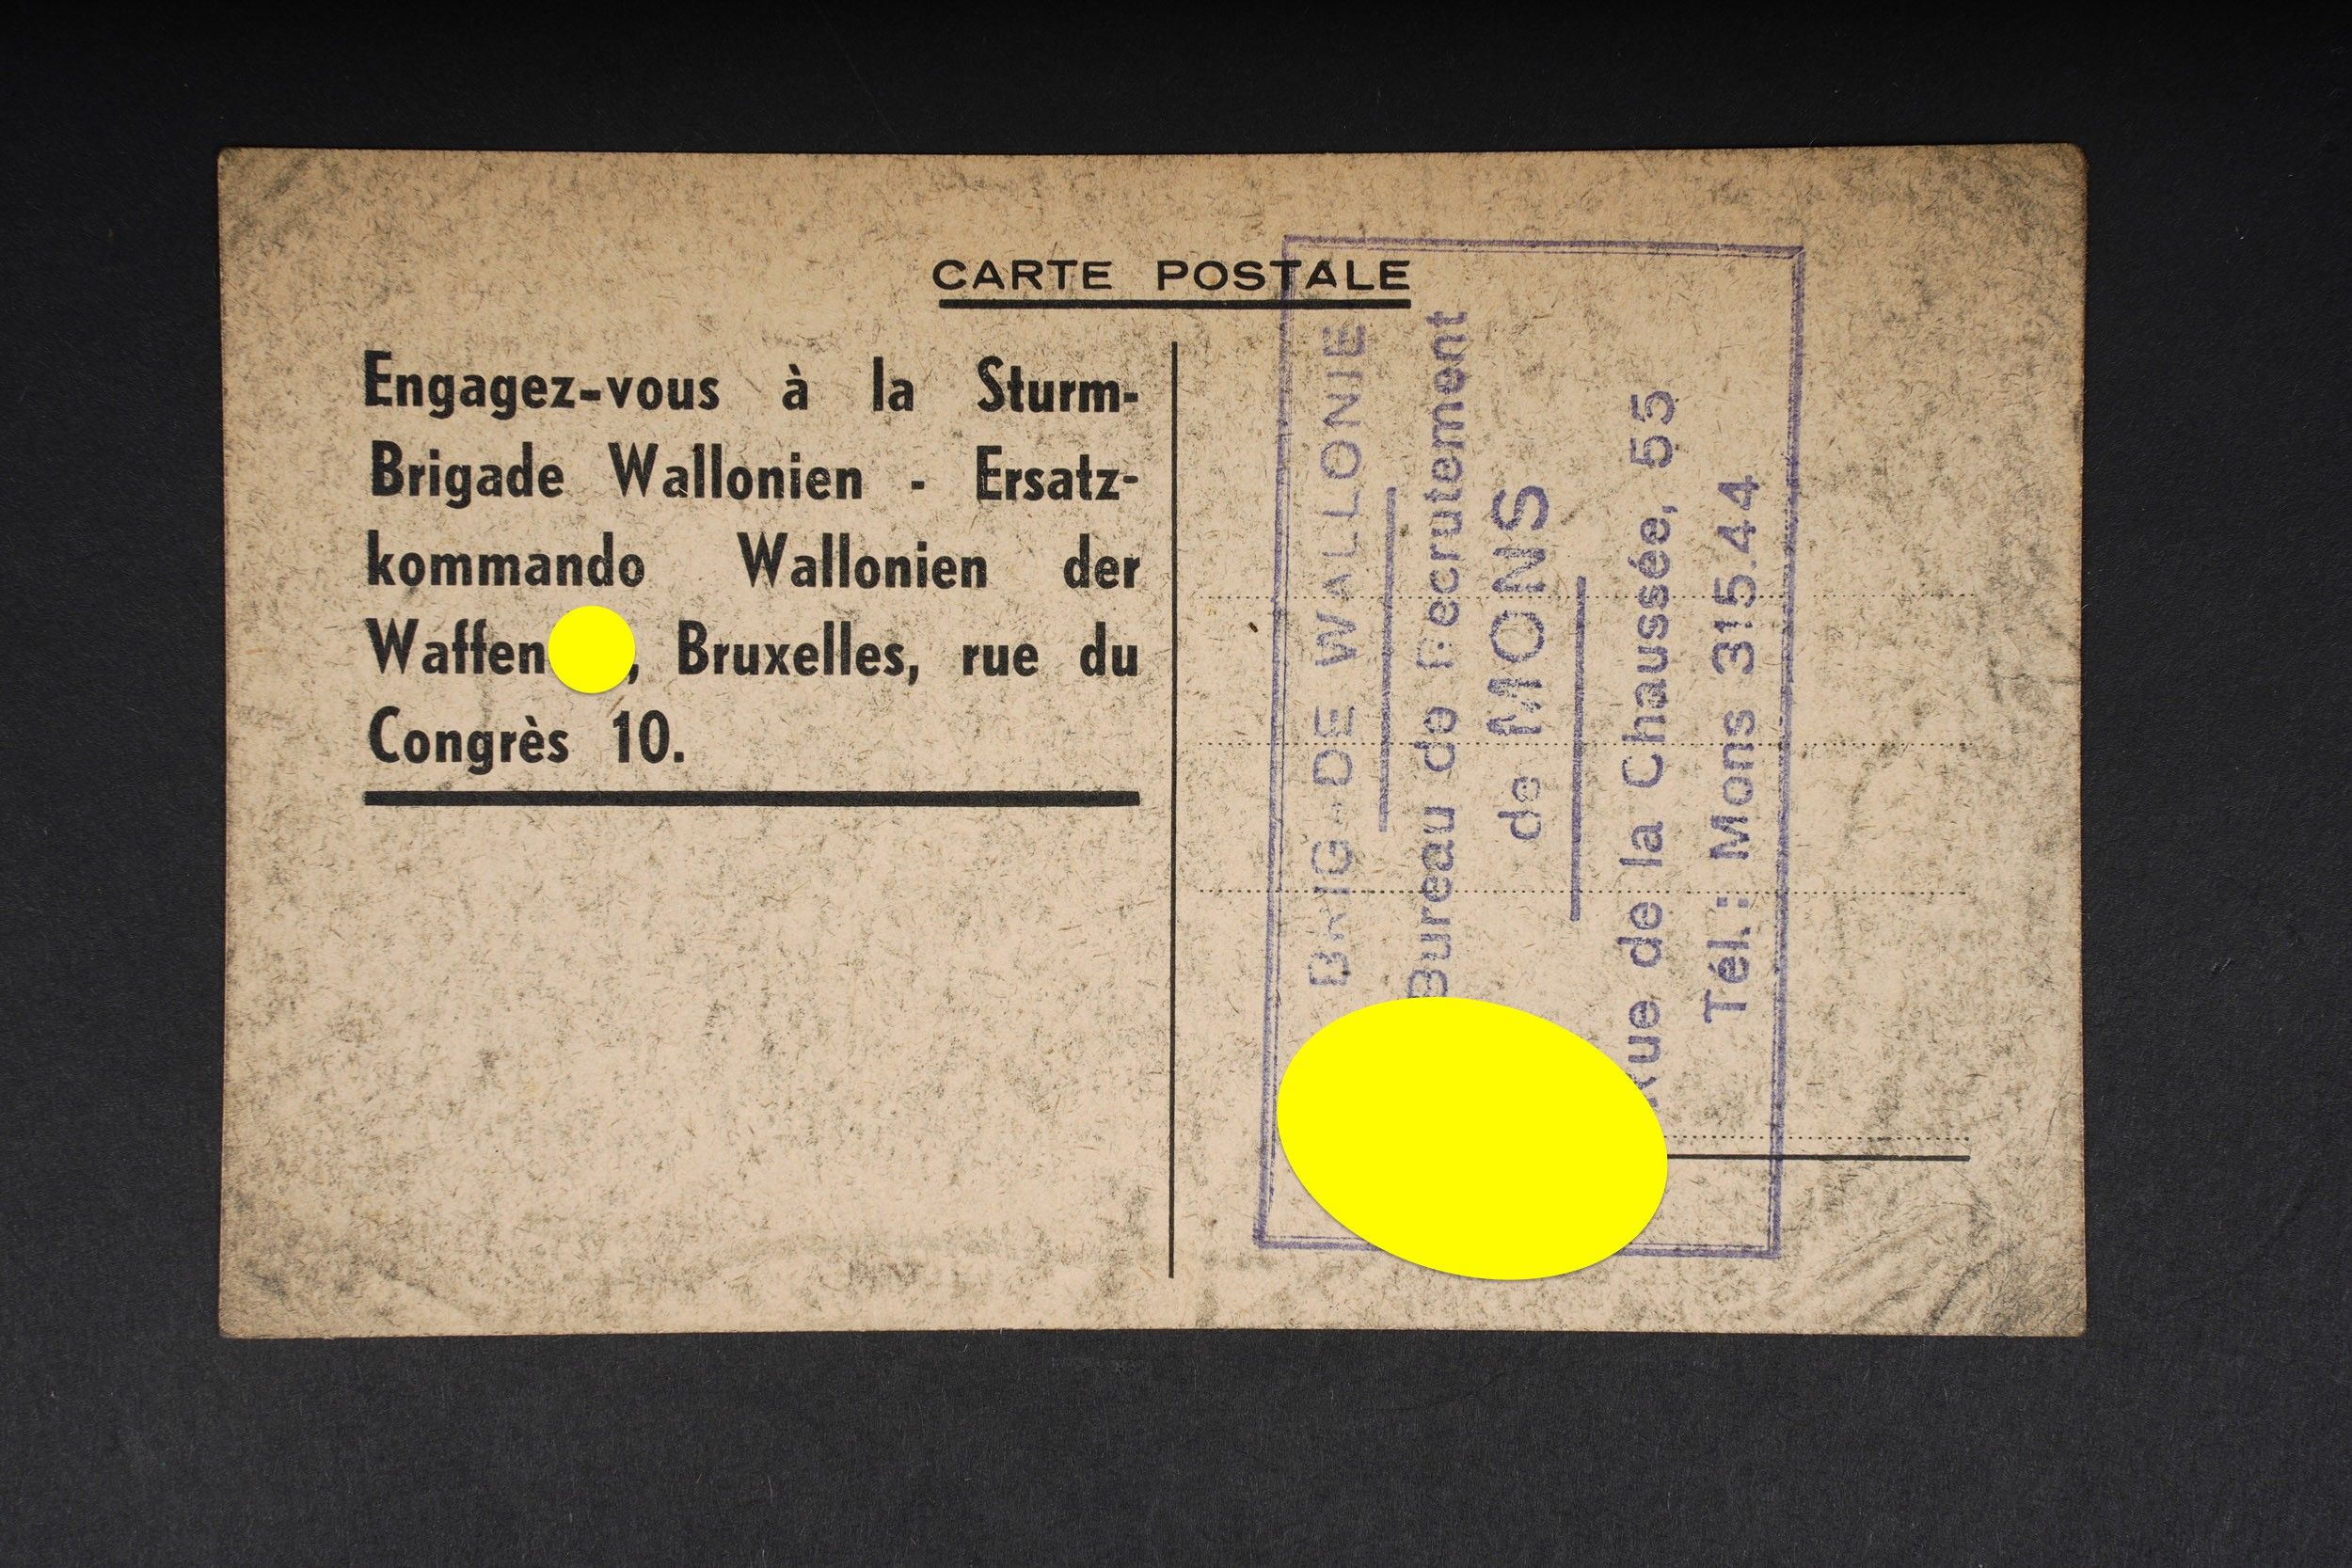 CARTE POSTALE
Engagez-vous à la Sturm-
Brigade Wallonien - Ersatz-
kommando Wallonien der
Waffen , Bruxelles, rue du
Congrès 10.
DE WALLONIE
Bureau de Recrutement
de MONS
Rue de la Chaussée, 55
Tél.: Mons 315.44